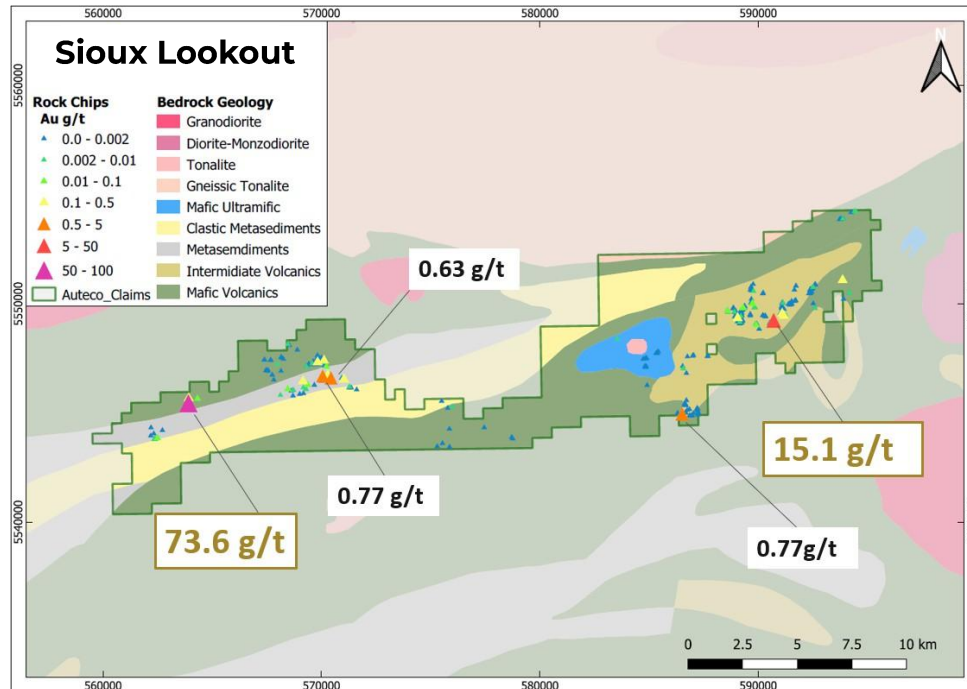 560000
570000
580000
590000
Sioux Lookout
Rock Chips
Au g/t
0.0 - 0.002
0.002 - 0.01
0.01 - 0.1
0.1 - 0.5
0.5 - 5
5 - 50
50 - 100
Auteco_Claims
Bedrock Geology
Granodiorite
Diorite-Monzodiorite
Tonalite
Gneissic Tonalite
Mafic Ultramific
Clastic Metasediments
Metasemdiments
Intermidiate Volcanics
Mafic Volcanics
N
5560000
5550000
5540000
0.63 g/t
0.77 g/t
73.6 g/t
15.1 g/t
0.77g/t
0 2.5 5 7.5 10 km
560000
570000
580000
590000